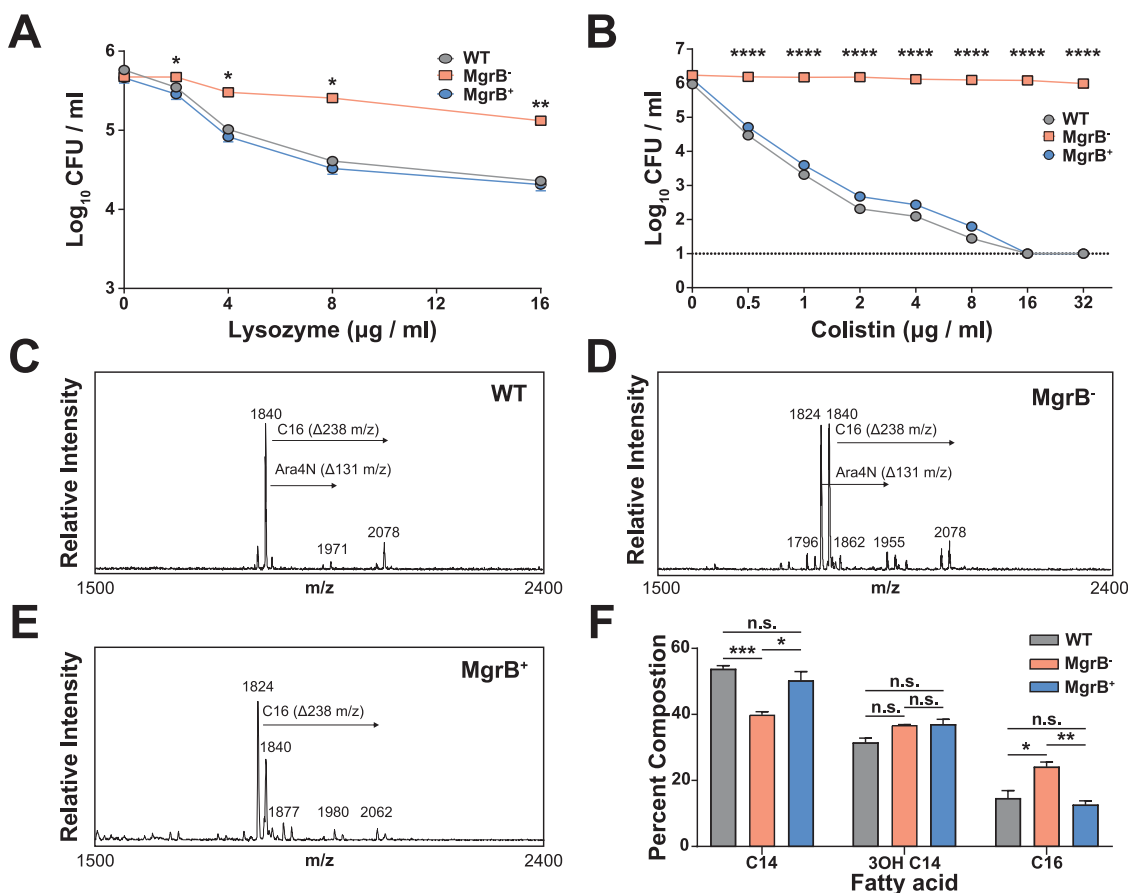 A
Log10 CFU / ml
6
5
4
3
* * * **
WT
MgrB-
MgrB+
0 4 8 12 16
Lysozyme (µg / ml)
B
Log10 CFU / ml
7
6
5
4
3
2
1
0
**** **** **** **** **** **** ****
WT
MgrB-
MgrB+
0 0.5 1 2 4 8 16 32
Colistin (µg / ml)
C
Relative Intensity
WT
1840
C16 (Δ238 m/z)
Ara4N (Δ131 m/z)
1971 2078
1500 m/z 2400
D
Relative Intensity
MgrB-
1824 1840
C16 (Δ238 m/z)
Ara4N (Δ131 m/z)
1796 1862 1955 2078
1500 m/z 2400
E
Relative Intensity
MgrB+
1824
C16 (Δ238 m/z)
1840
1877 1980 2062
1500 m/z 2400
F
Percent Compostion
60
40
20
0
WT
MgrB-
MgrB+
n.s.
*** *
n.s.
n.s. n.s.
n.s.
* **
C14 3OH C14 C16
Fatty acid